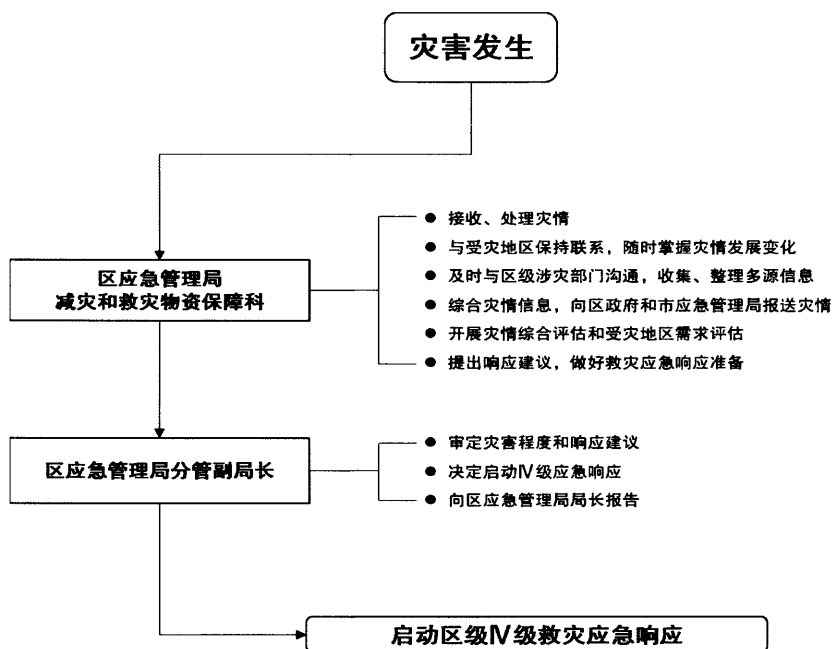 灾害发生
区应急管理局
减灾和救灾物资保障科
接收、处理灾情
与受灾地区保持联系，随时掌握灾情发展变化
及时与区级涉灾部门沟通，收集、整理多源信息
综合灾情信息，向区政府和市应急管理局报送灾情
开展灾情综合评估和受灾地区需求评估
提出响应建议，做好救灾应急响应准备
区应急管理局分管副局长
审定灾害程度和响应建议
决定启动Ⅳ级应急响应
向区应急管理局局长报告
启动区级Ⅳ级救灾应急响应